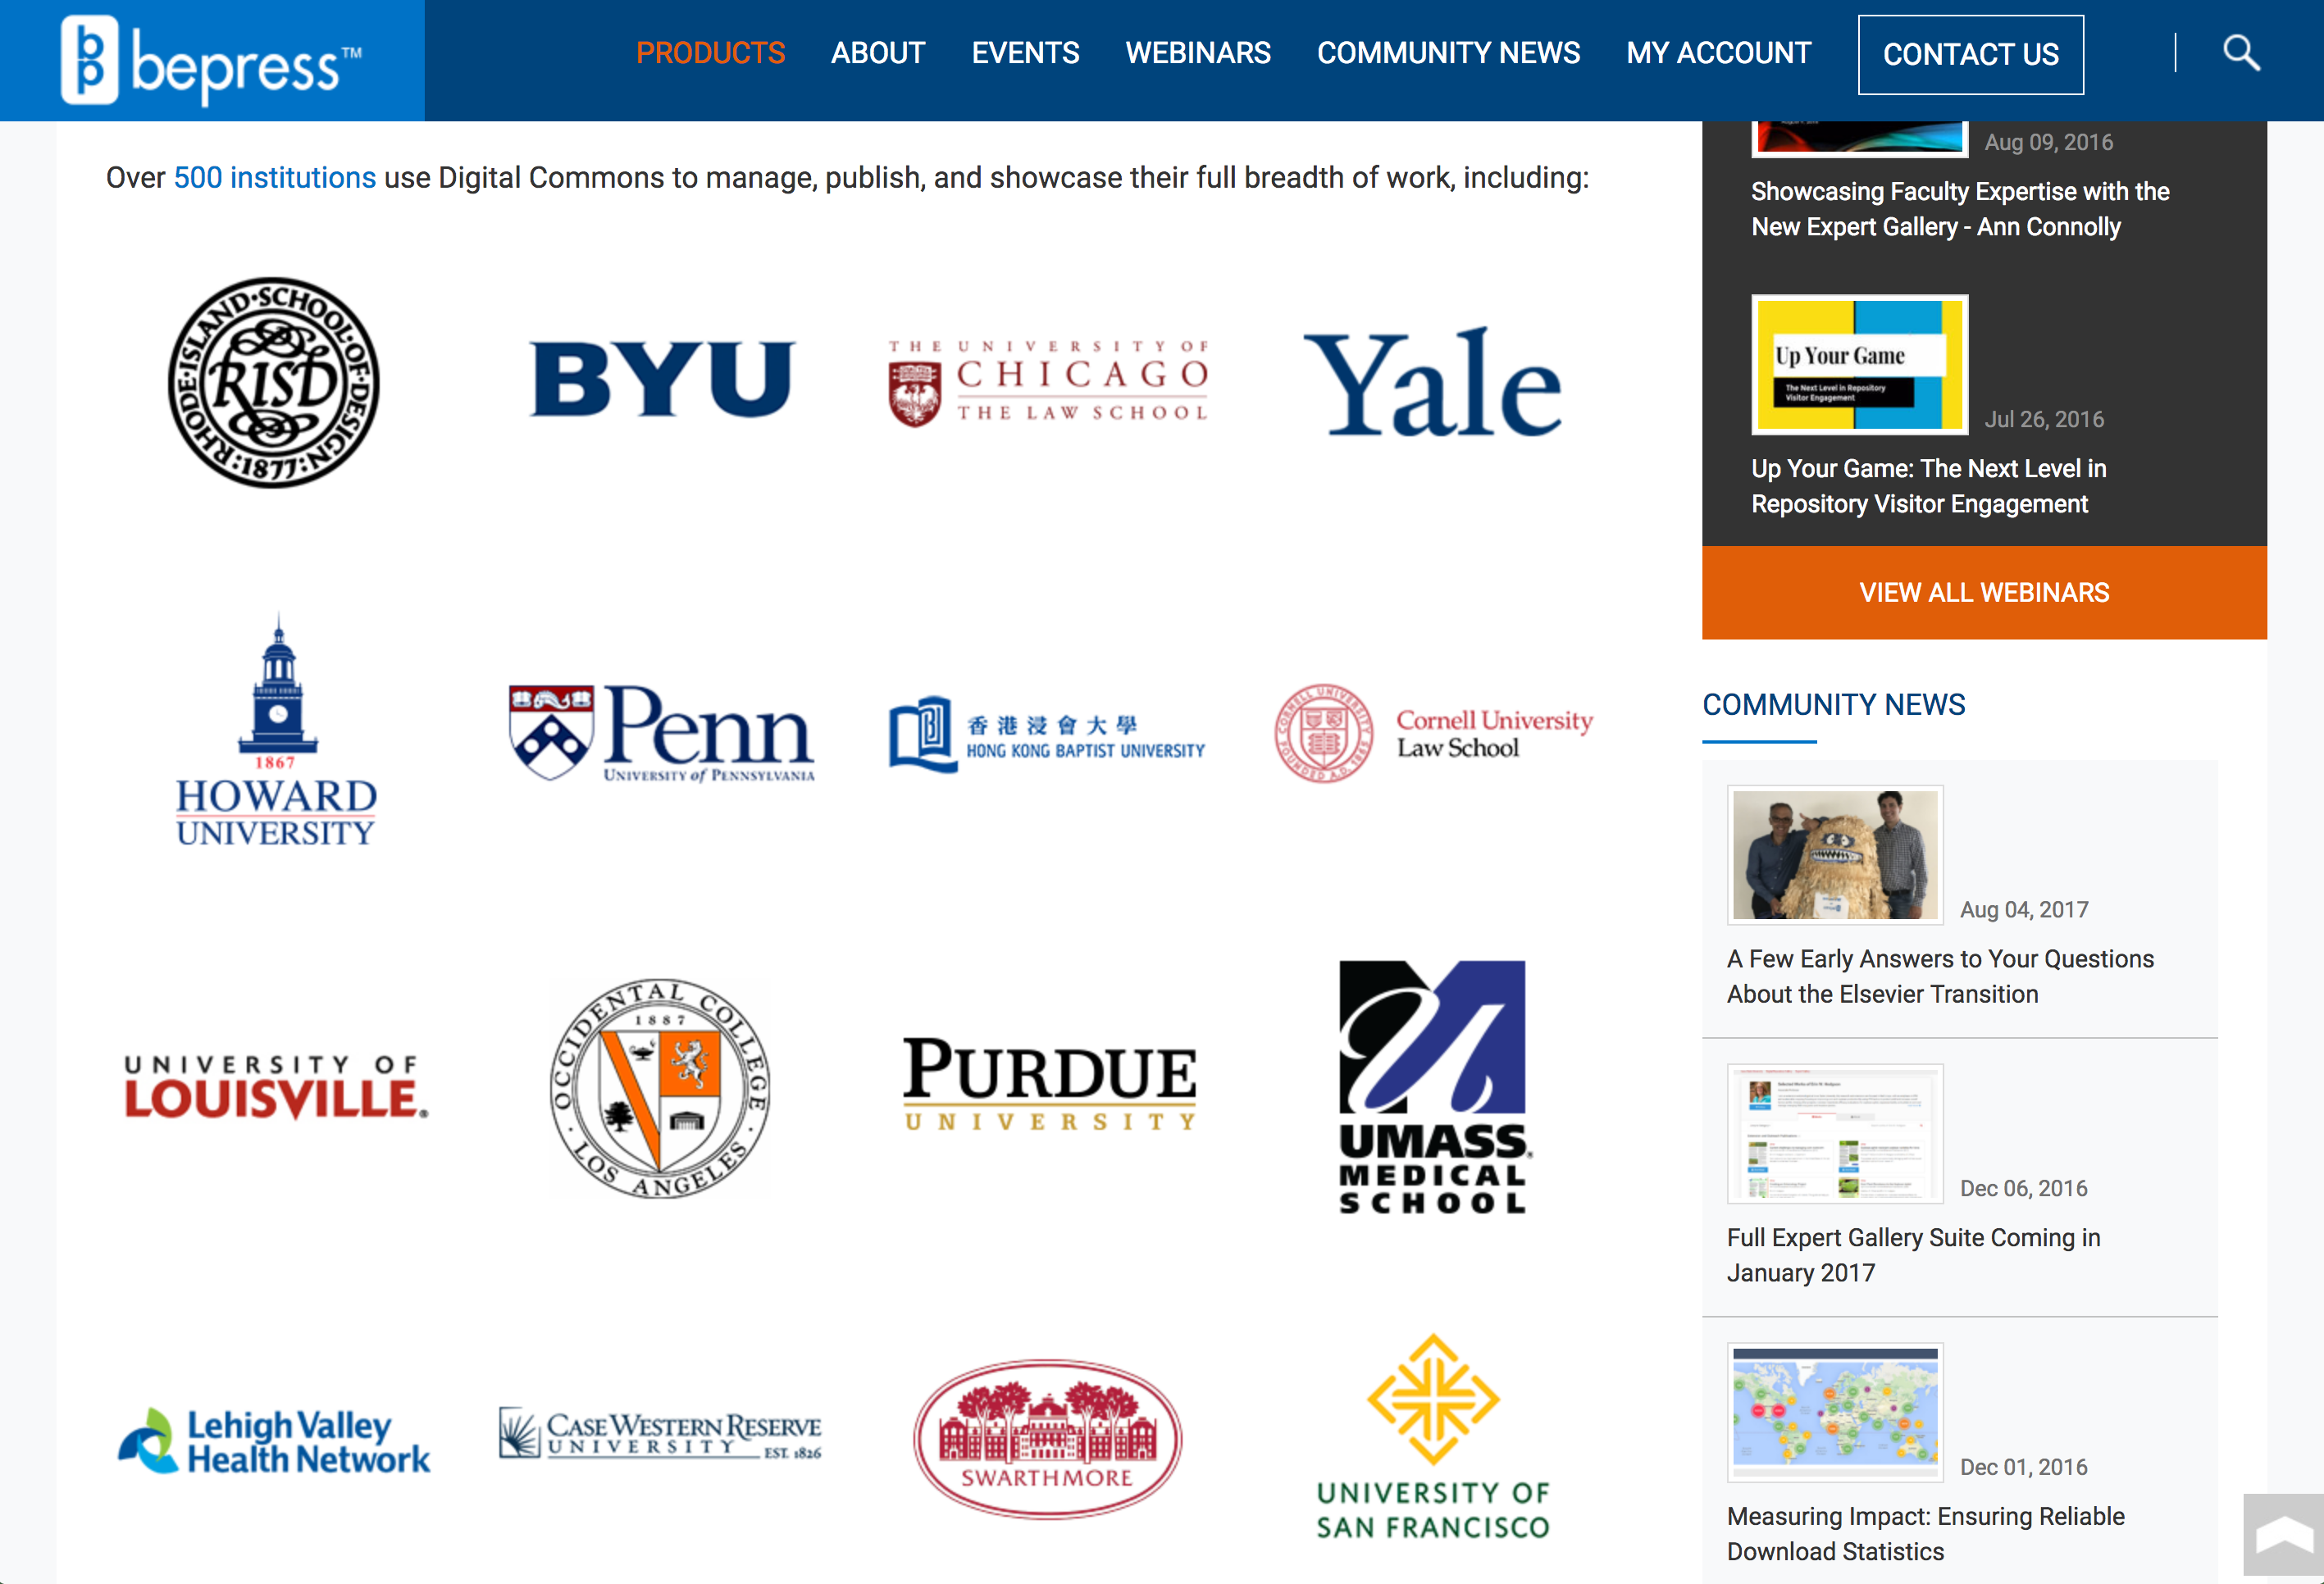 bp bepress™
PRODUCTS ABOUT EVENTS WEBINARS COMMUNITY NEWS MY ACCOUNT CONTACT US
Over 500 institutions use Digital Commons to manage, publish, and showcase their full breadth of work, including:
RHODE·ISLAND·SCHOOL·OF·DESIGN
RISD
:1877:
BYU
THE UNIVERSITY OF
CHICAGO
THE LAW SCHOOL
Yale
1867
HOWARD
UNIVERSITY
Penn
UNIVERSITY of PENNSYLVANIA
香港浸會大學
HONG KONG BAPTIST UNIVERSITY
CORNELL UNIVERSITY
FOUNDED A.D. 1865
Cornell University
Law School
UNIVERSITY OF
LOUISVILLE®
OCCIDENTAL COLLEGE
1887
· LOS ANGELES ·
PURDUE
UNIVERSITY
UMASS®
MEDICAL
SCHOOL
Lehigh Valley
Health Network
CASE WESTERN RESERVE
UNIVERSITY
EST. 1826
SWARTHMORE
UNIVERSITY OF
SAN FRANCISCO
Aug 09, 2016
Showcasing Faculty Expertise with the
New Expert Gallery - Ann Connolly
Up Your Game
The Next Level in Repository
Visitor Engagement
Jul 26, 2016
Up Your Game: The Next Level in
Repository Visitor Engagement
VIEW ALL WEBINARS
COMMUNITY NEWS
Aug 04, 2017
A Few Early Answers to Your Questions
About the Elsevier Transition
Dec 06, 2016
Full Expert Gallery Suite Coming in
January 2017
Dec 01, 2016
Measuring Impact: Ensuring Reliable
Download Statistics